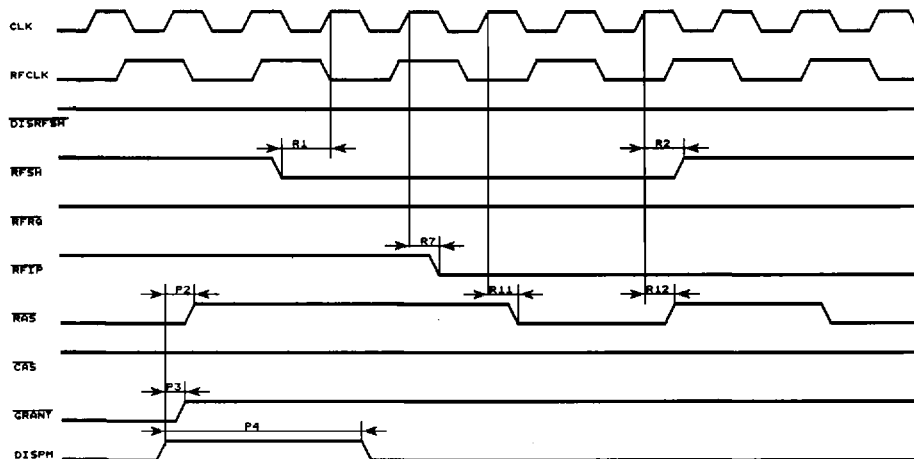 CLK
RFCLK
DISRFSH
R1
R2
RFSH
RFRQ
R7
RFIP
P2
R11
R12
RAS
CAS
P3
GRANT
P4
DISPM